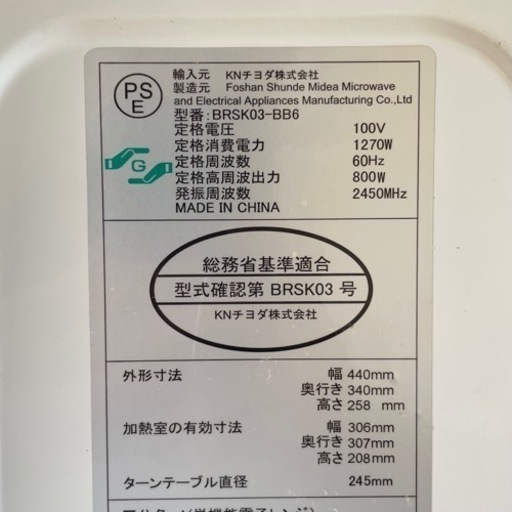 PS
E
輸入元 KNチヨダ株式会社
製造元 Foshan Shunde Midea Microwave
and Electrical Appliances Manufacturing Co.,Ltd
型番:BRSK03-BB6
定格電圧 100V
定格消費電力 1270W
定格周波数 60Hz
定格高周波出力 800W
発振周波数 2450MHz
MADE IN CHINA
G
総務省基準適合
型式確認第 BRSK03 号
KNチヨダ株式会社
外形寸法 幅 440mm
奥行き 340mm
高さ 258 mm
加熱室の有効寸法 幅 306mm
奥行き 307mm
高さ 208mm
ターンテーブル直径 245mm